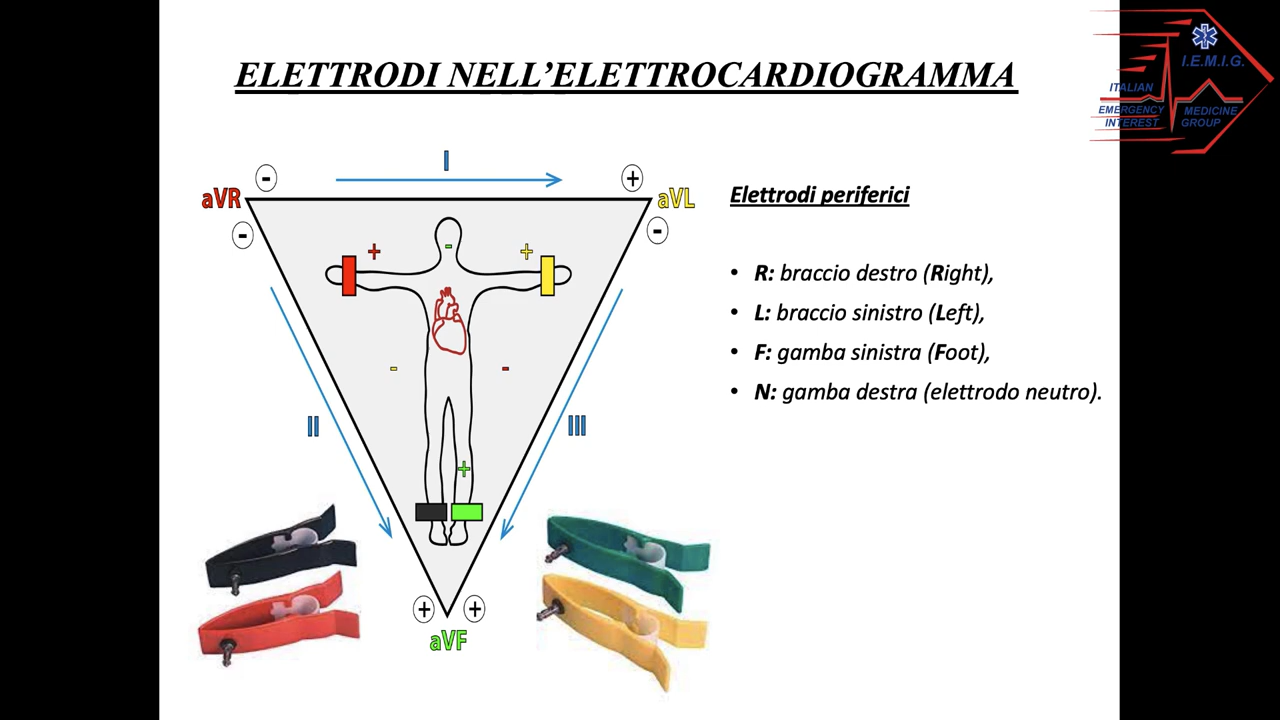 ELETTRODI NELL’ELETTROCARDIOGRAMMA
I.E.M.I.G.
ITALIAN
EMERGENCY MEDICINE
INTEREST GROUP
I
- +
aVR aVL
- -
Elettrodi periferici
+ - +
• R: braccio destro (Right),
• L: braccio sinistro (Left),
• F: gamba sinistra (Foot),
• N: gamba destra (elettrodo neutro).
- -
II III
+
+ +
aVF